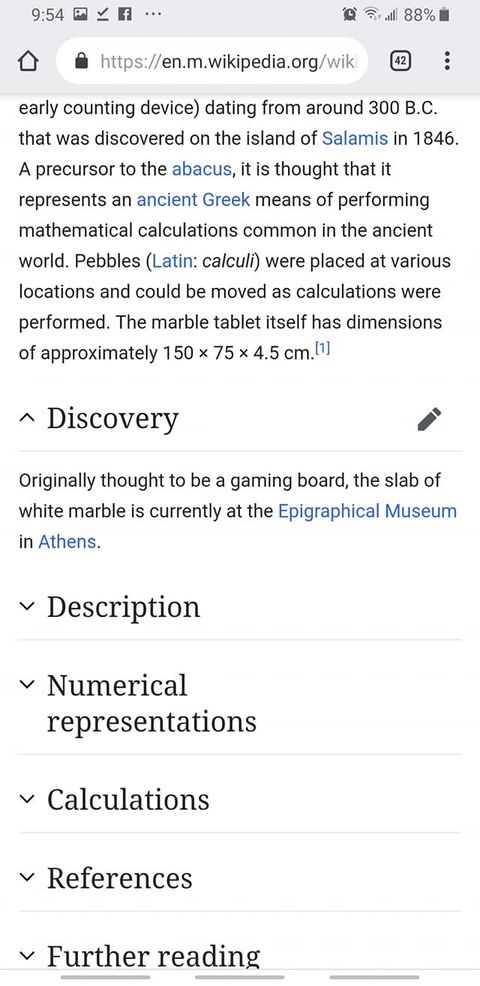 9:54
88%
https://en.m.wikipedia.org/wiki
42
early counting device) dating from around 300 B.C.
that was discovered on the island of Salamis in 1846.
A precursor to the abacus, it is thought that it
represents an ancient Greek means of performing
mathematical calculations common in the ancient
world. Pebbles (Latin: calculi) were placed at various
locations and could be moved as calculations were
performed. The marble tablet itself has dimensions
of approximately 150 × 75 × 4.5 cm.[1]
Discovery
Originally thought to be a gaming board, the slab of
white marble is currently at the Epigraphical Museum
in Athens.
Description
Numerical
representations
Calculations
References
Further reading